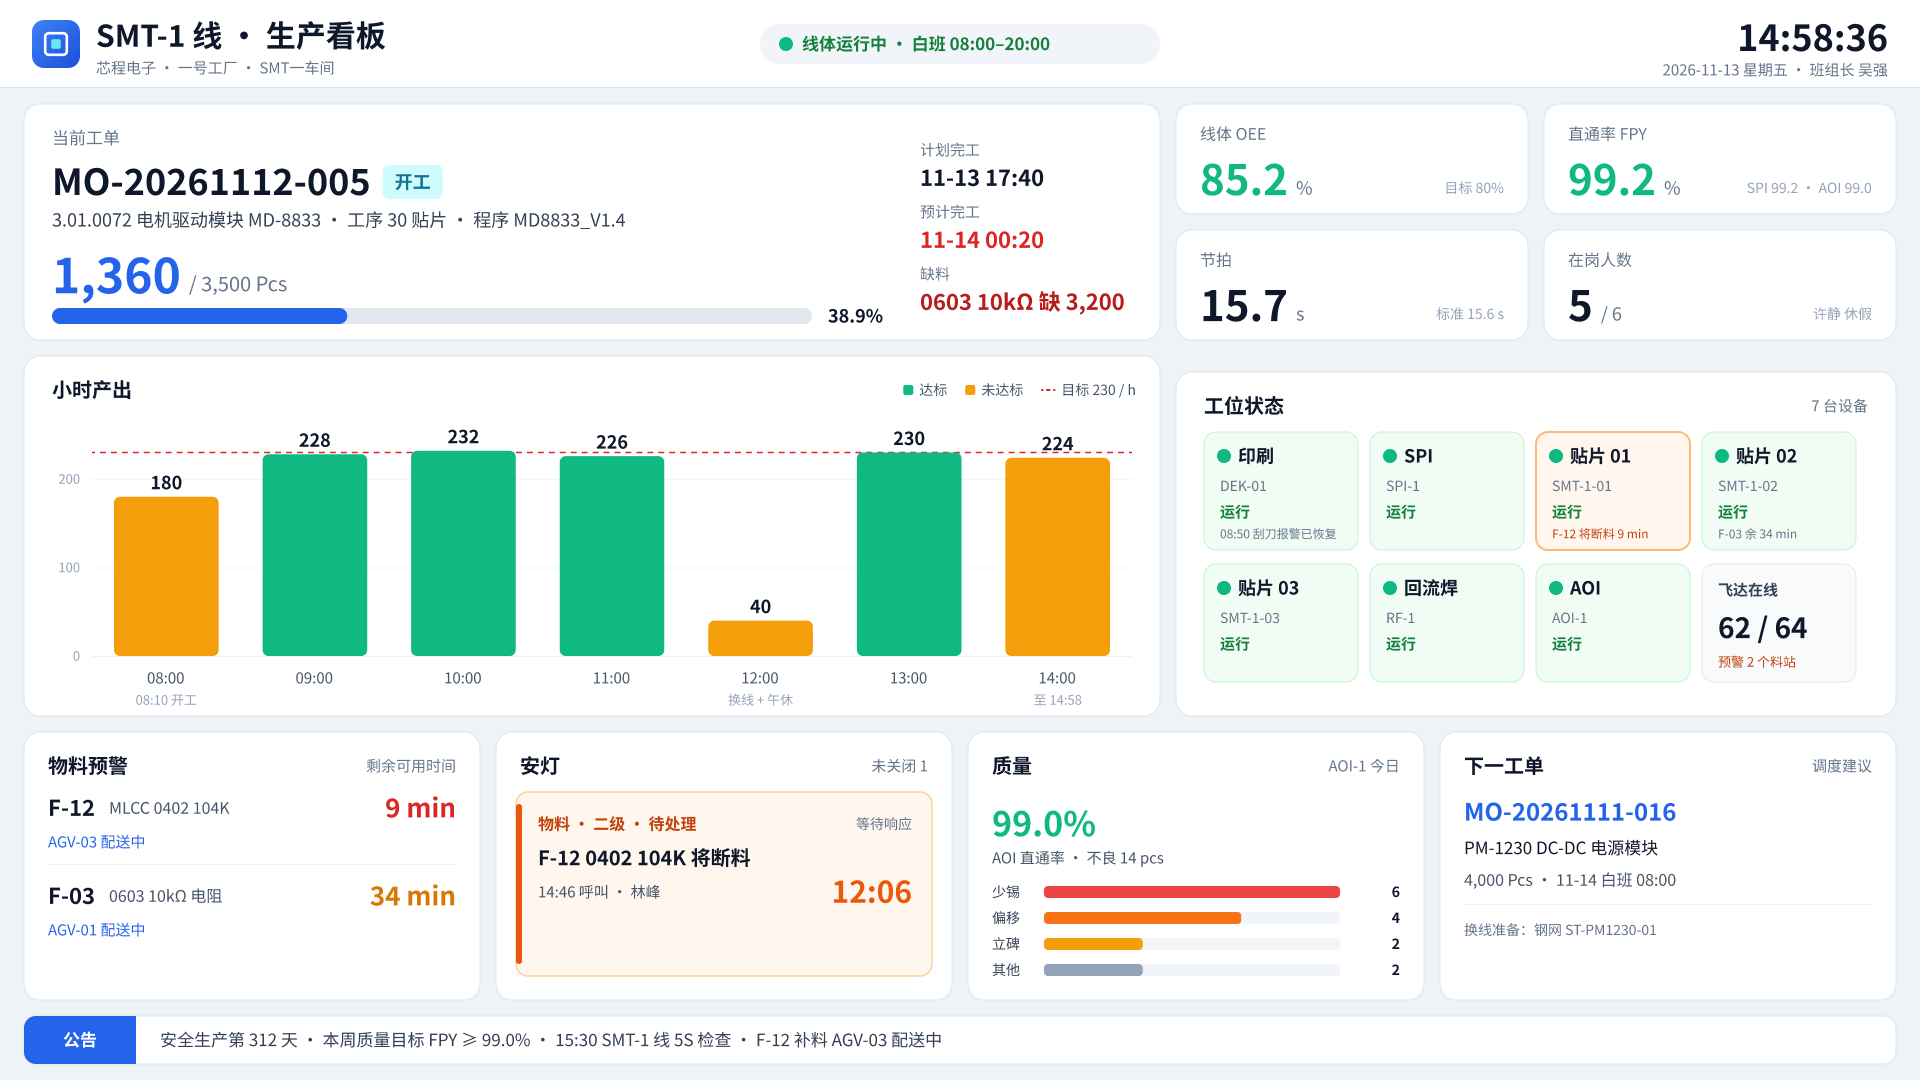 SMT-1 线 · 生产看板
芯程电子 · 一号工厂 · SMT一车间
线体运行中 · 白班 08:00–20:00
14:58:36
2026-11-13 星期五 · 班组长 吴强
当前工单
MO-20261112-005 开工
3.01.0072 电机驱动模块 MD-8833 · 工序 30 贴片 · 程序 MD8833_V1.4
1,360 / 3,500 Pcs
38.9%
计划完工
11-13 17:40
预计完工
11-14 00:20
缺料
0603 10kΩ 缺 3,200
线体 OEE
85.2 %
目标 80%
直通率 FPY
99.2 %
SPI 99.2 · AOI 99.0
节拍
15.7 s
标准 15.6 s
在岗人数
5 / 6
许静 休假
小时产出
达标 未达标 目标 230 / h
200
100
0
180
228
232
226
40
230
224
08:00
09:00
10:00
11:00
12:00
13:00
14:00
08:10 开工
换线 + 午休
至 14:58
工位状态
7 台设备
印刷
DEK-01
运行
08:50 刮刀报警已恢复
SPI
SPI-1
运行
贴片 01
SMT-1-01
运行
F-12 将断料 9 min
贴片 02
SMT-1-02
运行
F-03 余 34 min
贴片 03
SMT-1-03
运行
回流焊
RF-1
运行
AOI
AOI-1
运行
飞达在线
62 / 64
预警 2 个料站
物料预警
剩余可用时间
F-12 MLCC 0402 104K 9 min
AGV-03 配送中
F-03 0603 10kΩ 电阻 34 min
AGV-01 配送中
安灯
未关闭 1
物料 · 二级 · 待处理
等待响应
F-12 0402 104K 将断料
14:46 呼叫 · 林峰
12:06
质量
AOI-1 今日
99.0%
AOI 直通率 · 不良 14 pcs
少锡 6
偏移 4
立碑 2
其他 2
下一工单
调度建议
MO-20261111-016
PM-1230 DC-DC 电源模块
4,000 Pcs · 11-14 白班 08:00
换线准备：钢网 ST-PM1230-01
公告
安全生产第 312 天 · 本周质量目标 FPY ≥ 99.0% · 15:30 SMT-1 线 5S 检查 · F-12 补料 AGV-03 配送中